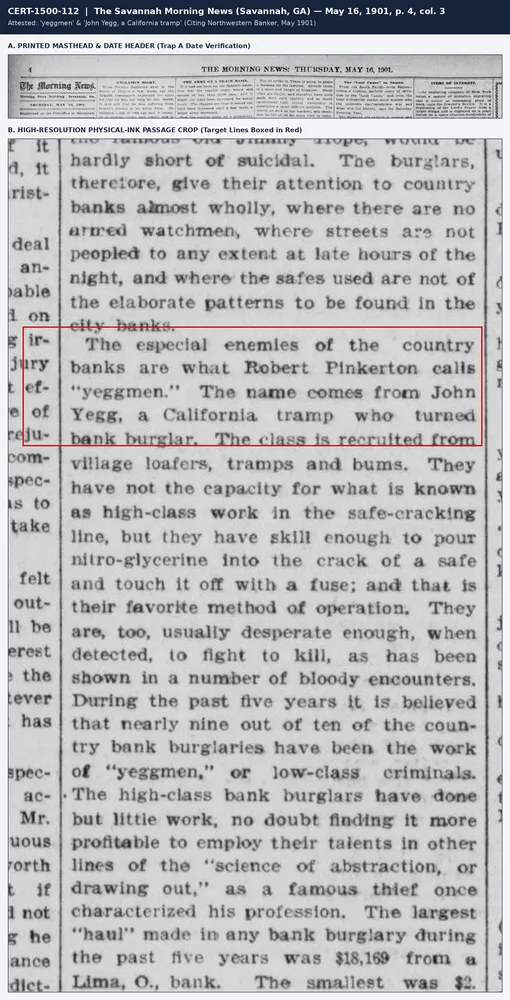 CERT-1500-112 | The Savannah Morning News (Savannah, GA) — May 16, 1901, p. 4, col. 3
Attested: 'yeggmen' & 'John Yegg, a California tramp' (Citing Northwestern Banker, May 1901)
A. PRINTED MASTHEAD & DATE HEADER (Trap A Date Verification)
4
THE MORNING NEWS: THURSDAY, MAY 16, 1901.
The Morning News.
B. HIGH-RESOLUTION PHYSICAL-INK PASSAGE CROP (Target Lines Boxed in Red)
the famous old Jimmy Hope, would be
hardly short of suicidal. The burglars,
therefore, give their attention to country
banks almost wholly, where there are no
armed watchmen, where streets are not
peopled to any extent at late hours of the
night, and where the safes used are not of
the elaborate patterns to be found in the
city banks.
The especial enemies of the country
banks are what Robert Pinkerton calls
"yeggmen." The name comes from John
Yegg, a California tramp who turned
bank burglar. The class is recruited from
village loafers, tramps and bums. They
have not the capacity for what is known
as high-class work in the safe-cracking
line, but they have skill enough to pour
nitro-glycerine into the crack of a safe
and touch it off with a fuse; and that is
their favorite method of operation. They
are, too, usually desperate enough, when
detected, to fight to kill, as has been
shown in a number of bloody encounters.
During the past five years it is believed
that nearly nine out of ten of the coun-
try bank burglaries have been the work
of "yeggmen," or low-class criminals.
The high-class bank burglars have done
but little work, no doubt finding it more
profitable to employ their talents in other
lines of the "science of abstraction, or
drawing out," as a famous thief once
characterized his profession. The largest
"haul" made in any bank burglary during
the past five years was $18,169 from a
Lima, O., bank. The smallest was $2.